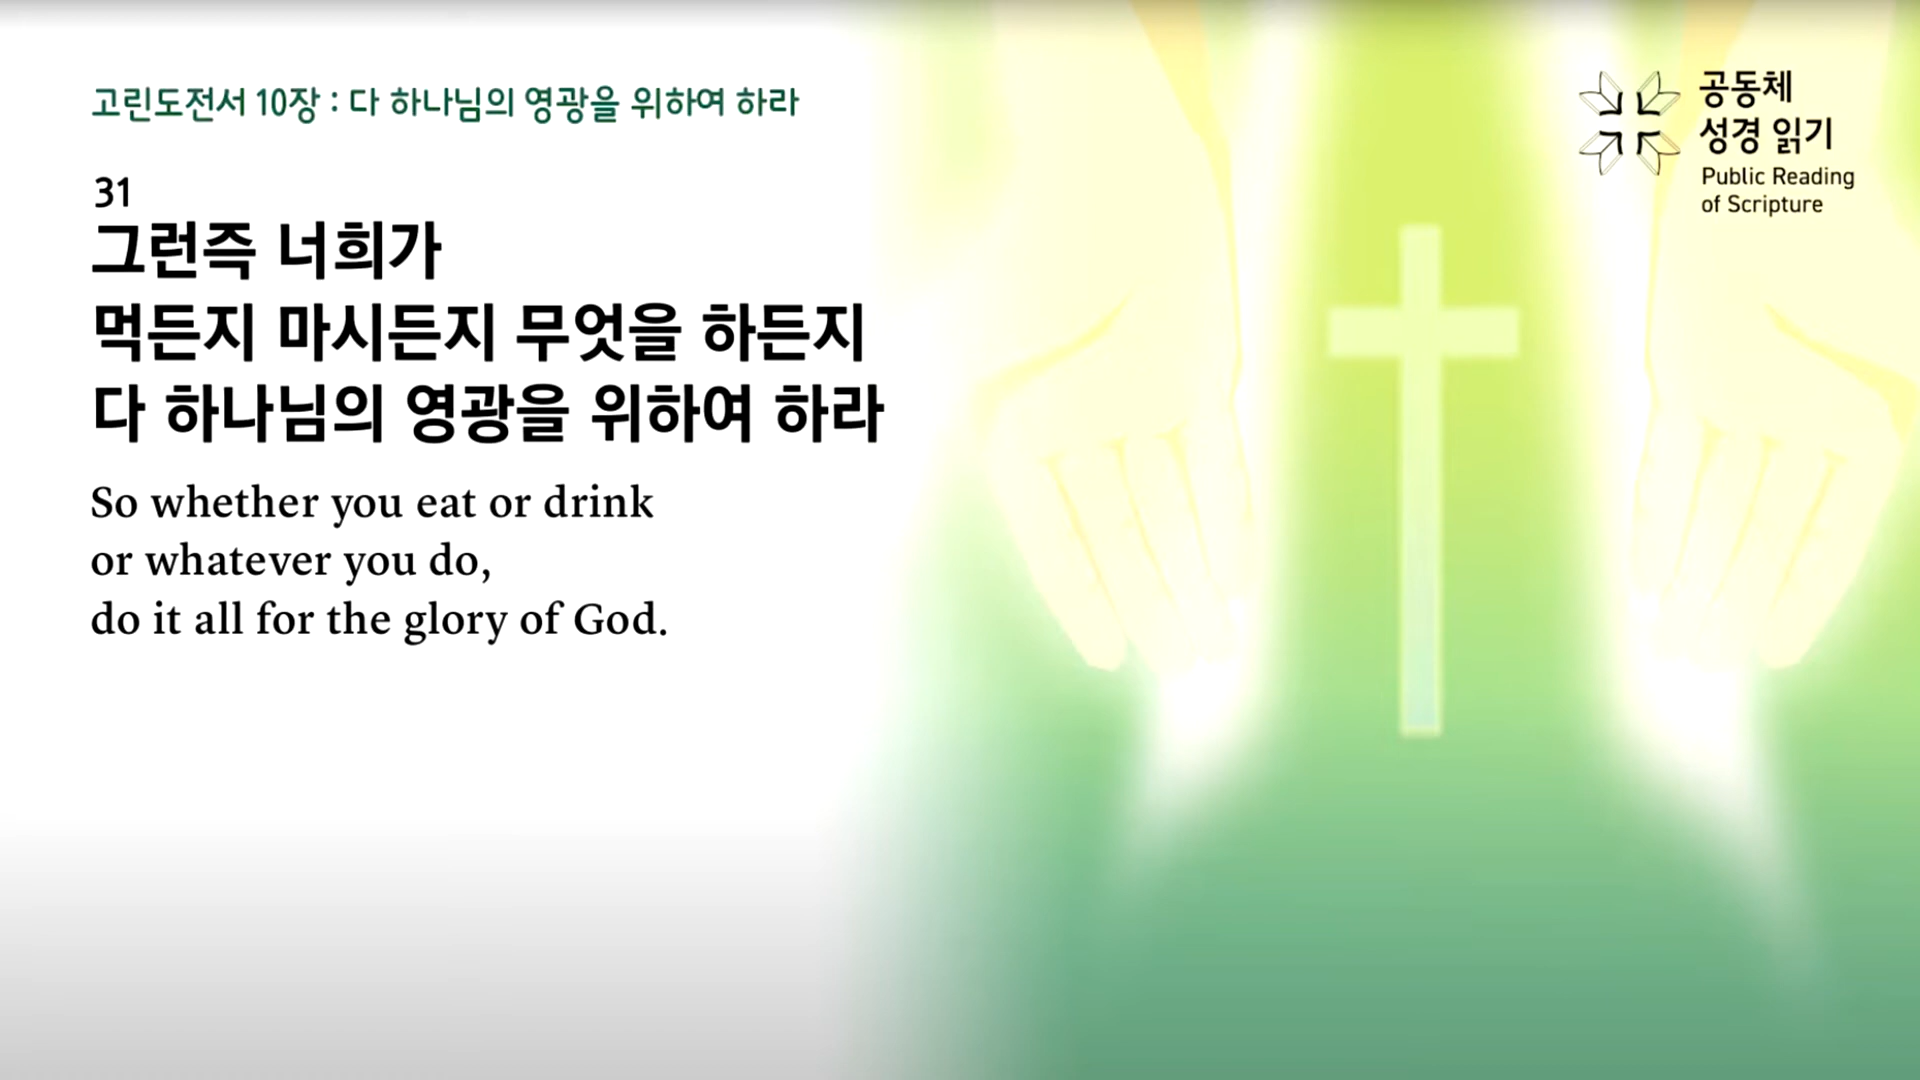 고린도전서 10장 : 다 하나님의 영광을 위하여 하라
31
그런즉 너희가
먹든지 마시든지 무엇을 하든지
다 하나님의 영광을 위하여 하라
So whether you eat or drink
or whatever you do,
do it all for the glory of God.
공동체
성경 읽기
Public Reading
of Scripture